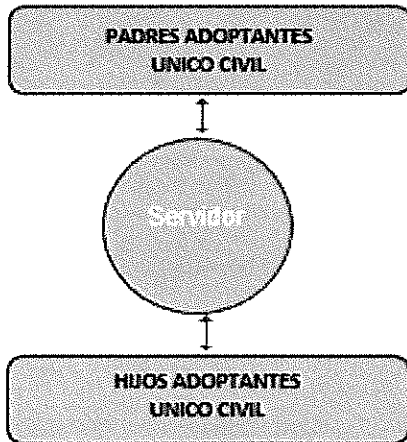 PADRES ADOPTANTES
UNICO CIVIL
Servidor
HIJOS ADOPTANTES
UNICO CIVIL